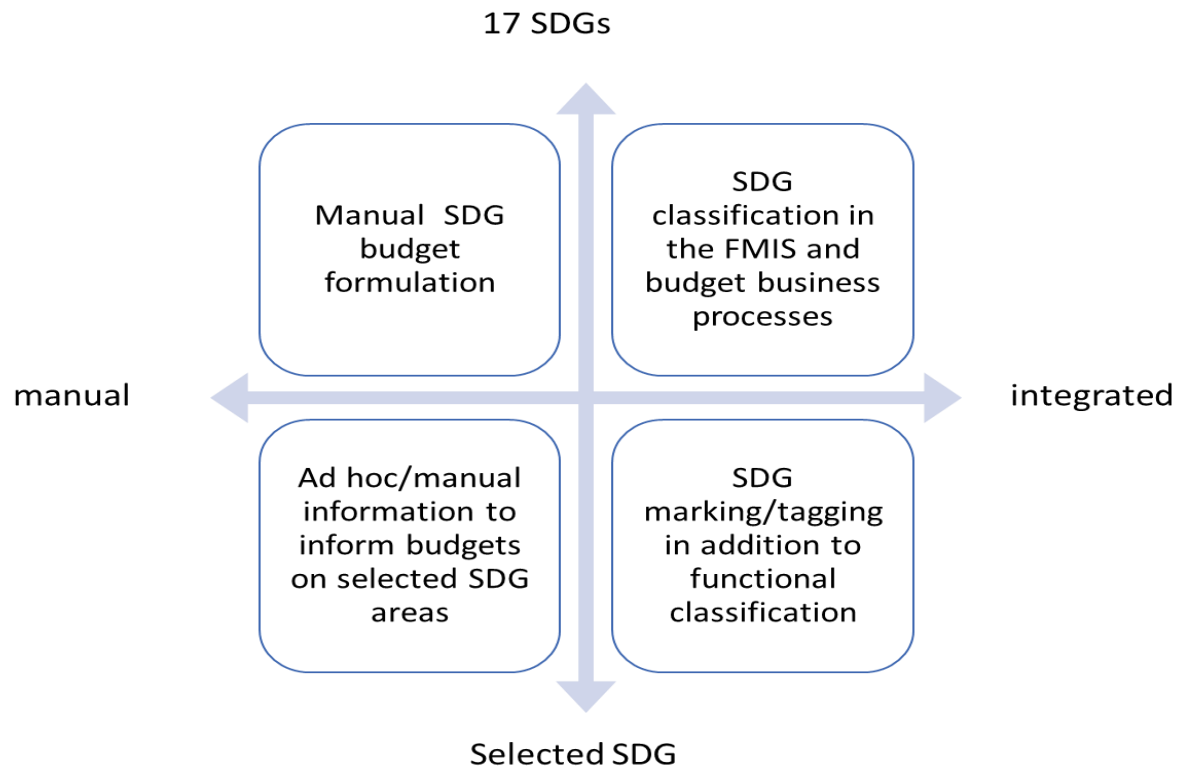 17 SDGs
Manual SDG
budget
formulation
SDG
classification in
the FMIS and
budget business
processes
manual
integrated
Ad hoc/manual
information to
inform budgets
on selected SDG
areas
SDG
marking/tagging
in addition to
functional
classification
Selected SDG